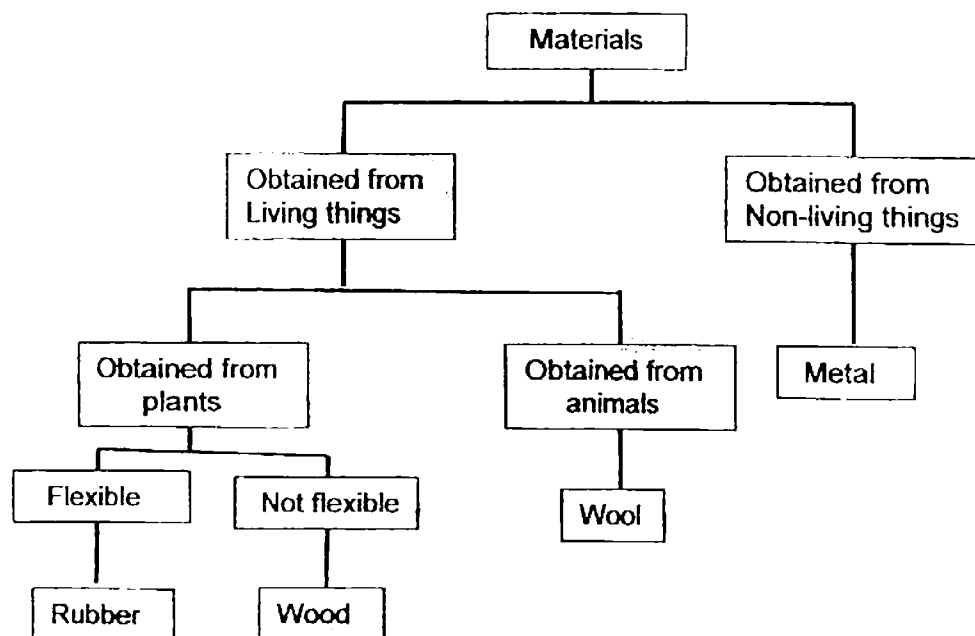 Materials
Obtained from
Living things
Obtained from
Non-living things
Obtained from
plants
Obtained from
animals
Metal
Flexible
Not flexible
Wool
Rubber
Wood